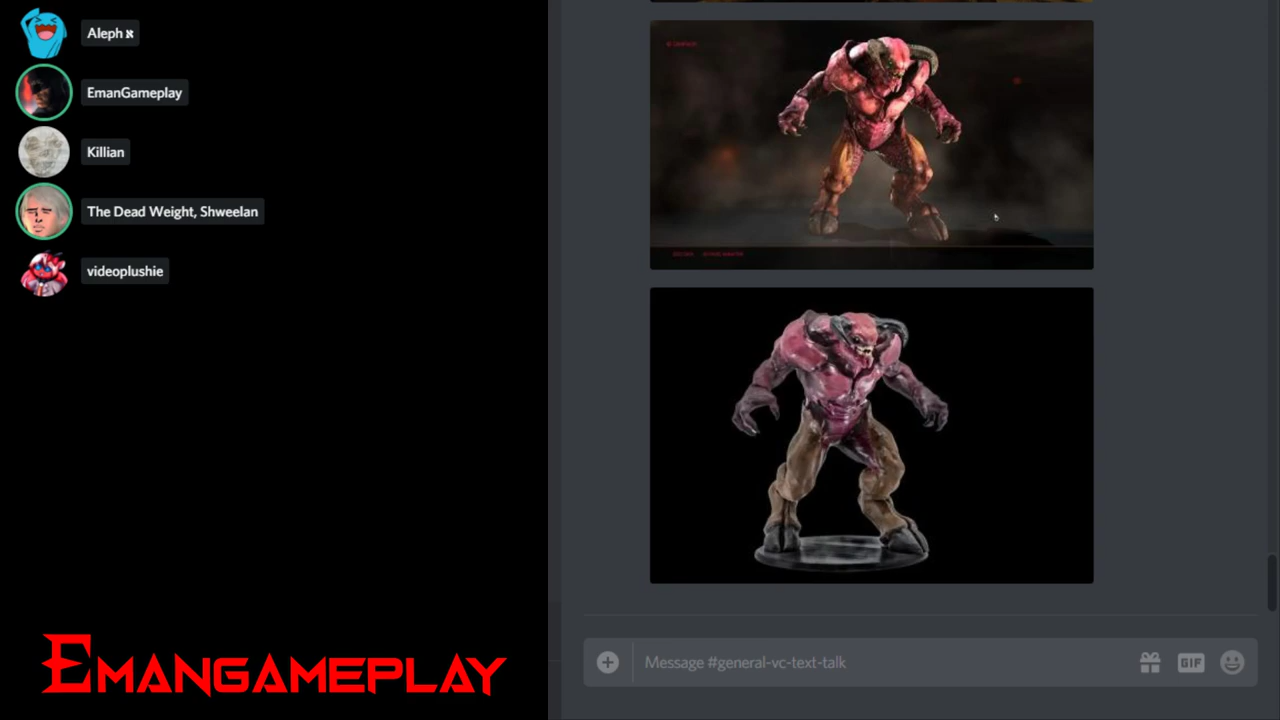 Aleph א
EmanGameplay
Killian
The Dead Weight, Shweelan
videoplushie
EMANGAMEPLAY
Message #general-vc-text-talk
GIF